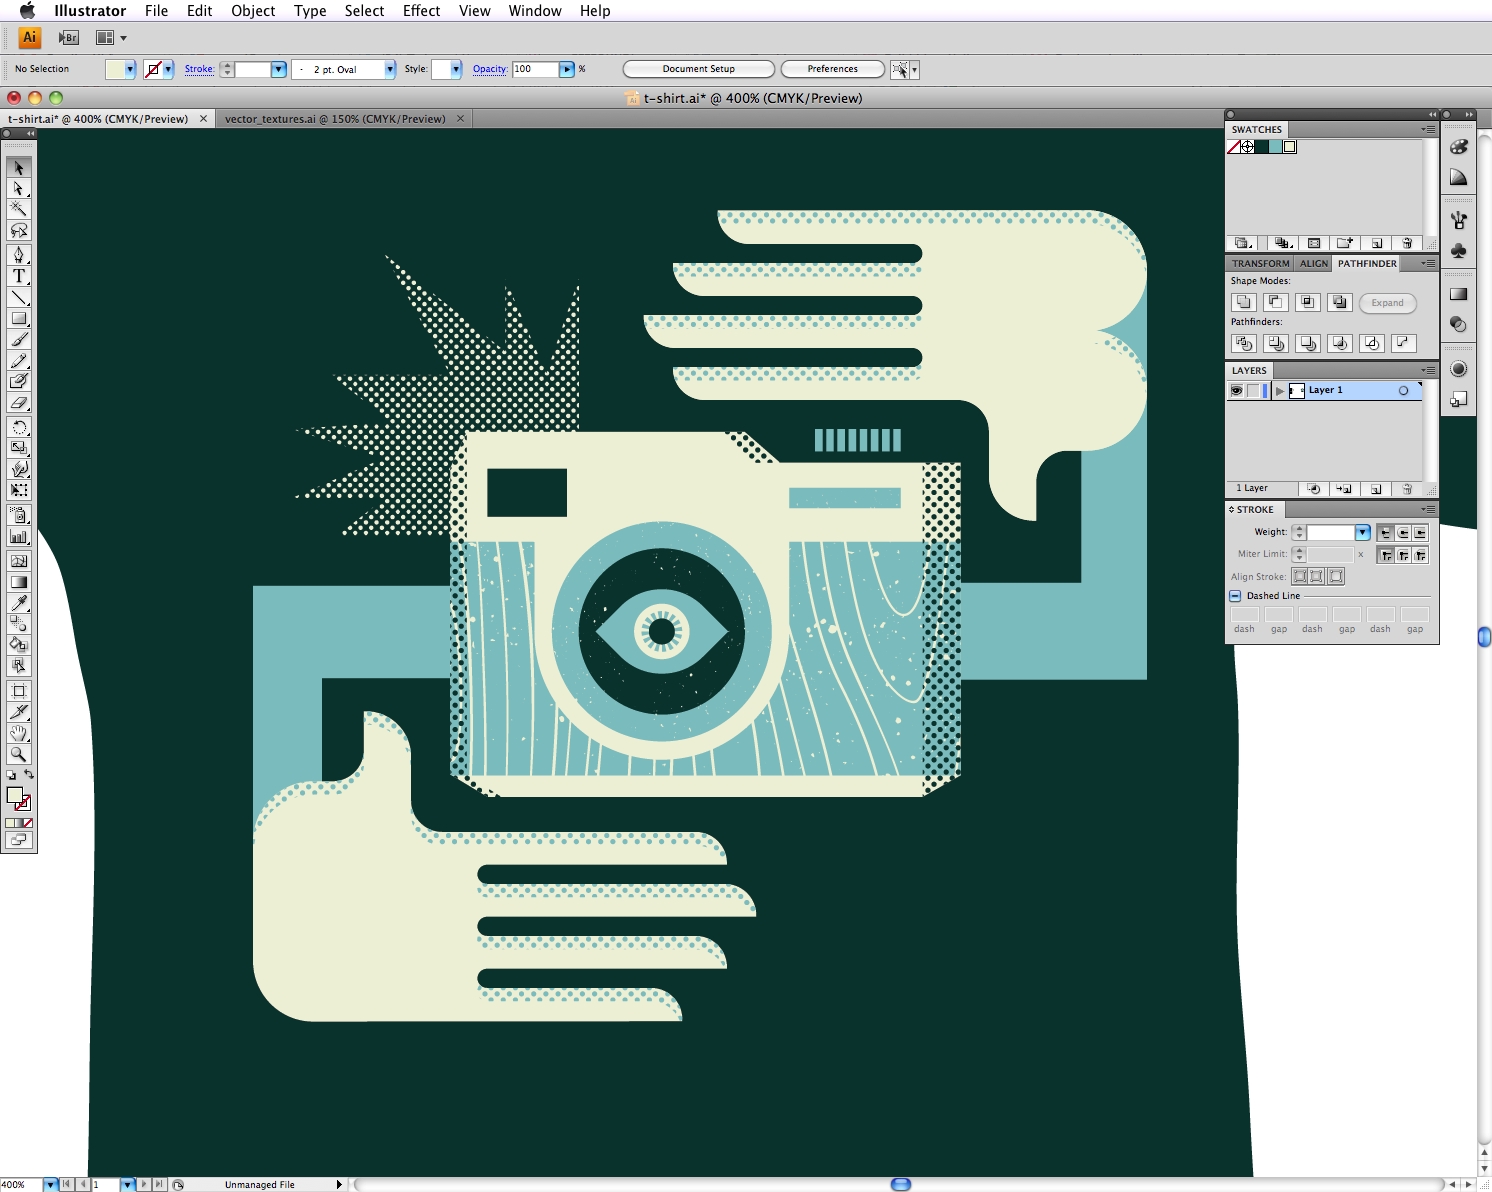 Illustrator File Edit Object Type Select Effect View Window Help
Ai Br
No Selection Stroke: 2 pt. Oval Style: Opacity: 100 % Document Setup Preferences
t-shirt.ai* @ 400% (CMYK/Preview)
t-shirt.ai* @ 400% (CMYK/Preview) vector_textures.ai @ 150% (CMYK/Preview)
SWATCHES
TRANSFORM ALIGN PATHFINDER
Shape Modes:
Expand
Pathfinders:
LAYERS
Layer 1
1 Layer
STROKE
Weight:
Miter Limit: x
Align Stroke:
Dashed Line
dash gap dash gap dash gap
400% 1 Unmanaged File